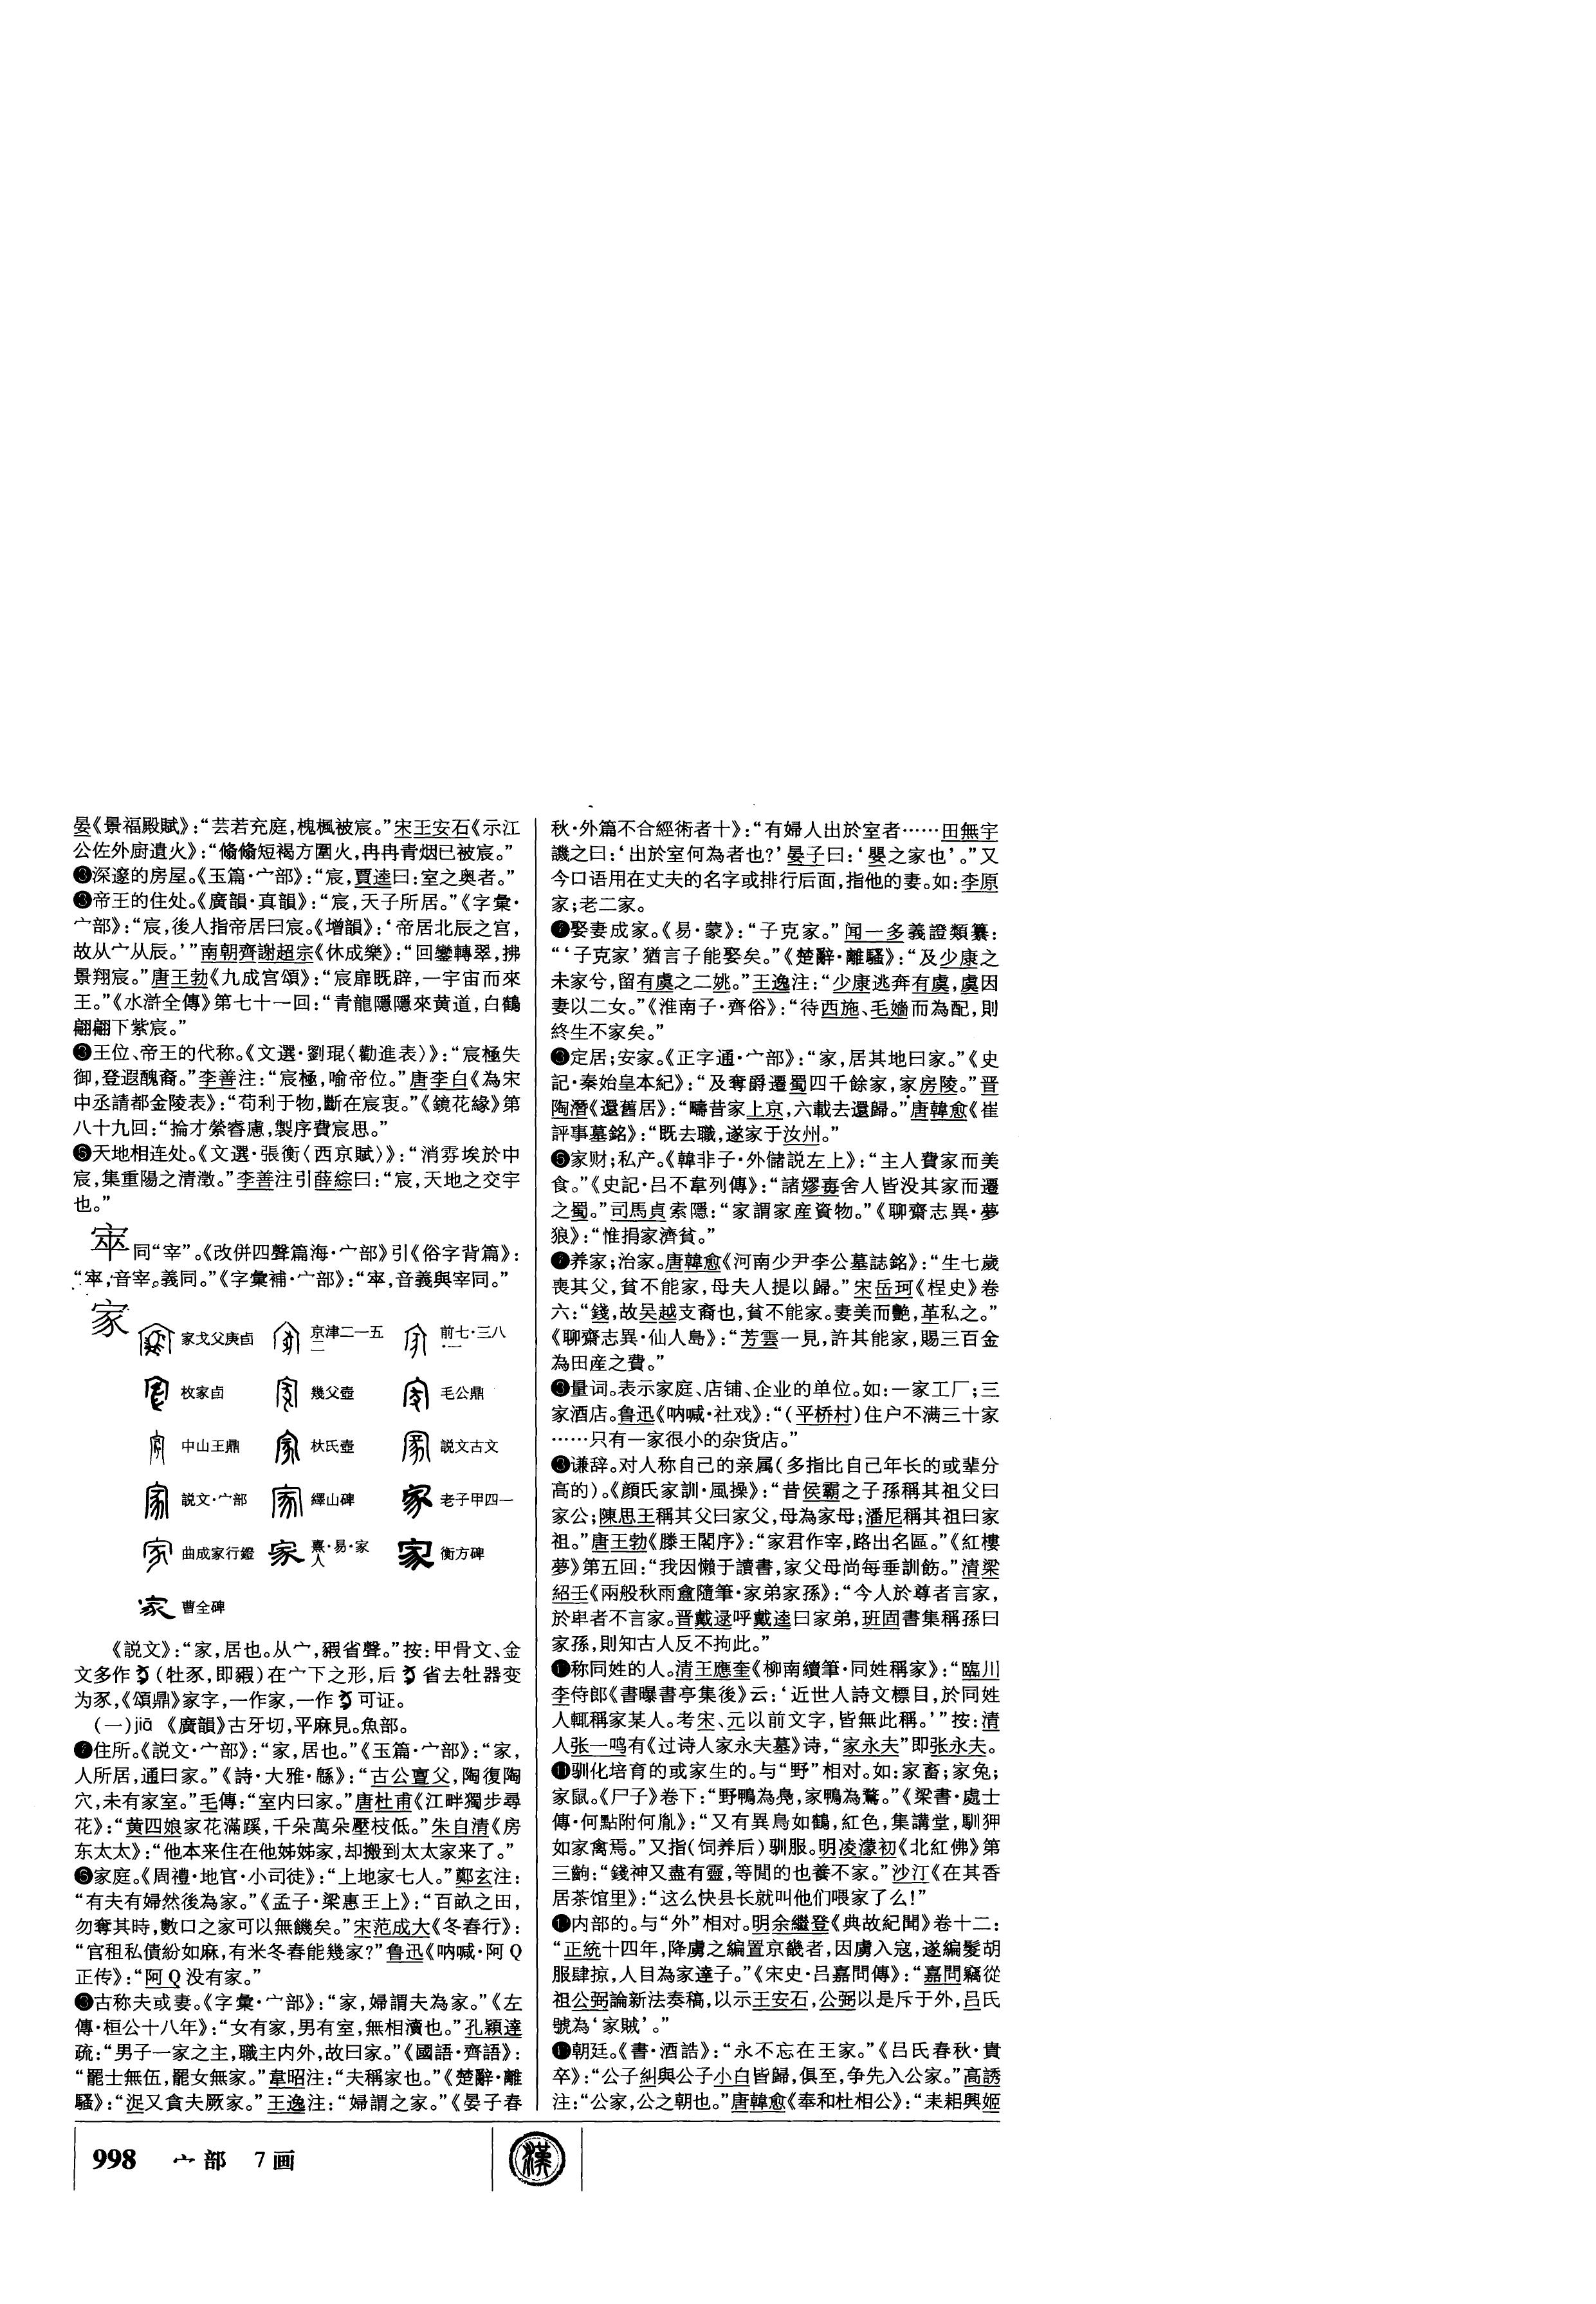 晏《景福殿賦》：“芸若充庭，槐楓被宸。”宋王安石《示江
公佐外厨遺火》：“翛翛短褐方圍火，冉冉青烟已被宸。”
❸深邃的房屋。《玉篇·宀部》：“宸，賈逵曰：室之奥者。”
❸帝王的住处。《廣韻·真韻》：“宸，天子所居。”《字彙·
宀部》：“宸，後人指帝居曰宸。《增韻》：‘帝居北辰之宫，
故从宀从辰。’”南朝齊謝超宗《休成樂》：“回鑾轉翠，拂
景翔宸。”唐王勃《九成宫頌》：“宸扉既辟，一宇宙而來
王。”《水滸全傳》第七十一回：“青龍隱隱來黄道，白鶴
翩翩下紫宸。”
❸王位、帝王的代称。《文選·劉琨〈勸進表〉》：“宸極失
御，登遐醜裔。”李善注：“宸極，喻帝位。”唐李白《為宋
中丞請都金陵表》：“苟利于物，斷在宸衷。”《鏡花緣》第
八十九回：“掄才縈睿慮，製序費宸思。”
❺天地相连处。《文選·張衡〈西京賦〉》：“消雰埃於中
宸，集重陽之清澂。”李善注引薛綜曰：“宸，天地之交宇
也。”
同“宰”。《改併四聲篇海·宀部》引《俗字背篇》：
音宰。義同。”《字彙補·宀部》：音義與宰同。”
家
家戈父庚卣 京津二一五二 前七·三八·一
枚家卣 幾父壺 毛公鼎
中山王鼎 杕氏壺 説文古文
説文·宀部 繹山碑 老子甲四一
曲成家行鐙 熹·易·家人 衡方碑
曹全碑
《説文》：“家，居也。从宀，豭省聲。”按：甲骨文、金
文多作（牡豕，即豭）在宀下之形，后省去牡器变
为豕，《頌鼎》家字，一作家，一作可证。
（一）jiā 《廣韻》古牙切，平麻見。魚部。
❼住所。《説文·宀部》：“家，居也。”《玉篇·宀部》：“家，
人所居，通曰家。”《詩·大雅·緜》：“古公亶父，陶復陶
穴，未有家室。”毛傳：“室内曰家。”唐杜甫《江畔獨步尋
花》：“黄四娘家花滿蹊，千朵萬朵壓枝低。”朱自清《房
东太太》：“他本来住在他姊姊家，却搬到太太家来了。”
❺家庭。《周禮·地官·小司徒》：“上地家七人。”鄭玄注：
“有夫有婦然後為家。”《孟子·梁惠王上》：“百畝之田，
勿奪其時，數口之家可以無饑矣。”宋范成大《冬舂行》：
“官租私債紛如麻，有米冬舂能幾家？”鲁迅《呐喊·阿Q
正传》：“阿Q没有家。”
❸古称夫或妻。《字彙·宀部》：“家，婦謂夫為家。”《左
傳·桓公十八年》：“女有家，男有室，無相瀆也。”孔穎達
疏：“男子一家之主，職主内外，故曰家。”《國語·齊語》：
“罷士無伍，罷女無家。”韋昭注：“夫稱家也。”《楚辭·離
騷》：“浞又貪夫厥家。”王逸注：“婦謂之家。”《晏子春
秋·外篇不合經術者十》：“有婦人出於室者……田無宇
譏之曰：‘出於室何為者也？’晏子曰：‘嬰之家也’。”又
今口语用在丈夫的名字或排行后面，指他的妻。如：李原
家；老二家。
❼娶妻成家。《易·蒙》：“子克家。”闻一多義證類纂：
“‘子克家’猶言子能娶矣。”《楚辭·離騷》：“及少康之
未家兮，留有虞之二姚。”王逸注：“少康逃奔有虞，虞因
妻以二女。”《淮南子·齊俗》：“待西施、毛嬙而為配，則
終生不家矣。”
❸定居；安家。《正字通·宀部》：“家，居其地曰家。”《史
記·秦始皇本紀》：“及奪爵遷蜀四千餘家，家房陵。”晋
陶潛《還舊居》：“疇昔家上京，六載去還歸。”唐韓愈《崔
評事墓銘》：“既去職，遂家于汝州。”
❺家财；私产。《韓非子·外儲説左上》：“主人費家而美
食。”《史記·吕不韋列傳》：“諸嫪毐舍人皆没其家而遷
之蜀。”司馬貞索隱：“家謂家産資物。”《聊齋志異·夢
狼》：“惟捐家濟貧。”
❼养家；治家。唐韓愈《河南少尹李公墓誌銘》：“生七歲
喪其父，貧不能家，母夫人提以歸。”宋岳珂《桯史》卷
六：“錢，故吴越支裔也，貧不能家。妻美而艷，革私之。”
《聊齋志異·仙人島》：“芳雲一見，許其能家，賜三百金
為田産之費。”
❸量词。表示家庭、店铺、企业的单位。如：一家工厂；三
家酒店。鲁迅《呐喊·社戏》：“（平桥村）住户不满三十家
……只有一家很小的杂货店。”
❸谦辞。对人称自己的亲属（多指比自己年长的或辈分
高的）。《顔氏家訓·風操》：“昔侯霸之子孫稱其祖父曰
家公；陳思王稱其父曰家父，母為家母；潘尼稱其祖曰家
祖。”唐王勃《滕王閣序》：“家君作宰，路出名區。”《紅樓
夢》第五回：“我因懶于讀書，家父母尚每垂訓飭。”清梁
紹壬《兩般秋雨盦隨筆·家弟家孫》：“今人於尊者言家，
於卑者不言家。晋戴逯呼戴逵曰家弟，班固書集稱孫曰
家孫，則知古人反不拘此。”
❶称同姓的人。清王應奎《柳南續筆·同姓稱家》：“臨川
李侍郎《書曝書亭集後》云：‘近世人詩文標目，於同姓
人輒稱家某人。考宋、元以前文字，皆無此稱。’”按：清
人张一鸣有《过诗人家永夫墓》诗，“家永夫”即张永夫。
⓫驯化培育的或家生的。与“野”相对。如：家畜；家兔；
家鼠。《尸子》卷下：“野鴨為鳧，家鴨為鶩。”《梁書·處士
傳·何點附何胤》：“又有異鳥如鶴，紅色，集講堂，馴狎
如家禽焉。”又指（饲养后）驯服。明凌濛初《北紅佛》第
三齣：“錢神又盡有靈，等閒的也養不家。”沙汀《在其香
居茶馆里》：“这么快县长就叫他们喂家了么！”
❶内部的。与“外”相对。明余繼登《典故紀聞》卷十二：
“正統十四年，降虜之編置京畿者，因虜入寇，遂編髮胡
服肆掠，人目為家達子。”《宋史·吕嘉問傳》：“嘉問竊從
祖公弼論新法奏稿，以示王安石，公弼以是斥于外，吕氏
號為‘家賊’。”
❶朝廷。《書·酒誥》：“永不忘在王家。”《吕氏春秋·貴
卒》：“公子糾與公子小白皆歸，俱至，争先入公家。”高誘
注：“公家，公之朝也。”唐韓愈《奉和杜相公》：“耒耜興姬
998 宀部 7画
漢